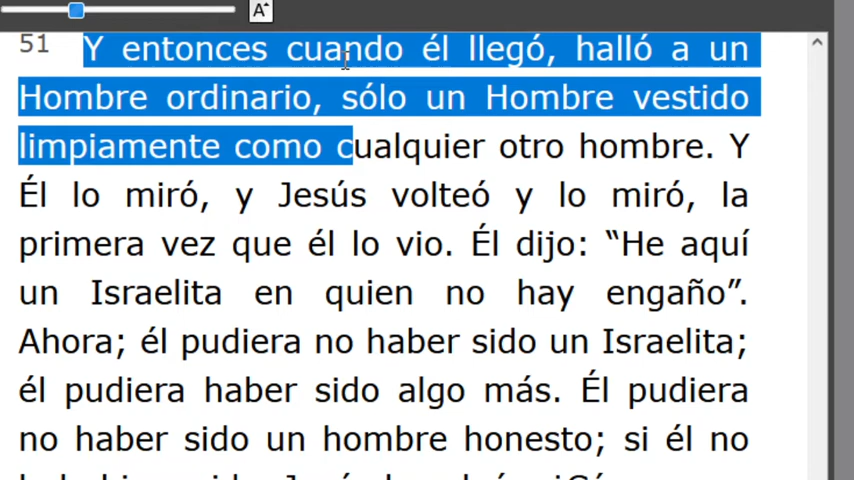 A
51 Y entonces cuando él llegó, halló a un
Hombre ordinario, sólo un Hombre vestido
limpiamente como cualquier otro hombre. Y
Él lo miró, y Jesús volteó y lo miró, la
primera vez que él lo vio. Él dijo: “He aquí
un Israelita en quien no hay engaño”.
Ahora; él pudiera no haber sido un Israelita;
él pudiera haber sido algo más. Él pudiera
no haber sido un hombre honesto; si él no